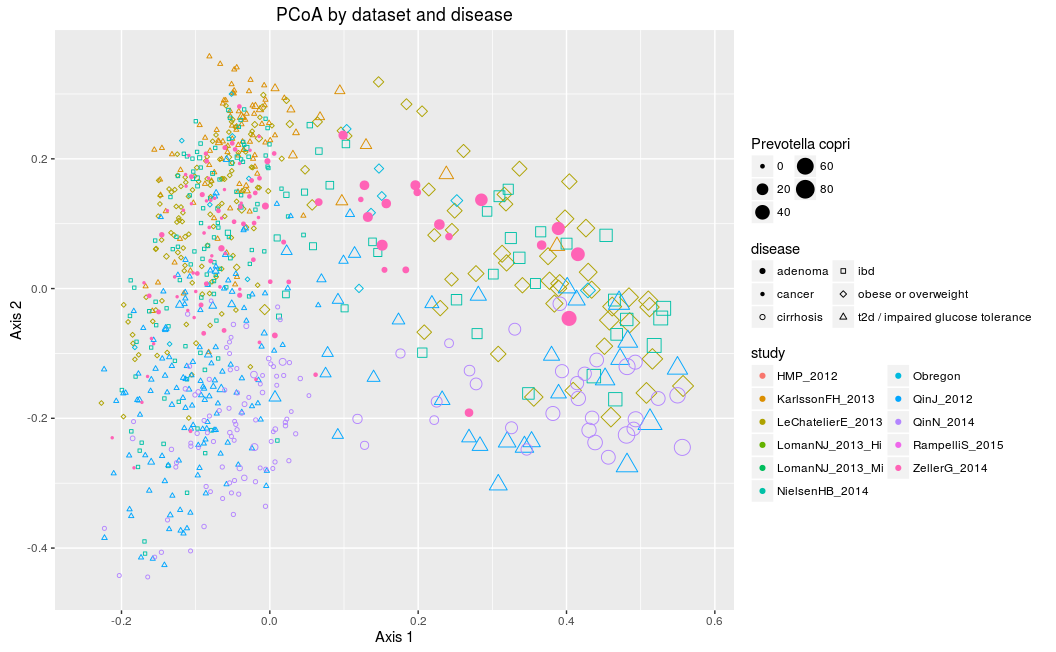 PCoA by dataset and disease
Axis 2
0.2
0.0
-0.2
-0.4
-0.2
0.0
0.2
0.4
0.6
Axis 1
Prevotella copri
0
60
20
80
40
disease
adenoma
ibd
cancer
obese or overweight
cirrhosis
t2d / impaired glucose tolerance
study
HMP_2012
Obregon
KarlssonFH_2013
QinJ_2012
LeChatelierE_2013
QinN_2014
LomanNJ_2013_Hi
RampelliS_2015
LomanNJ_2013_Mi
ZellerG_2014
NielsenHB_2014